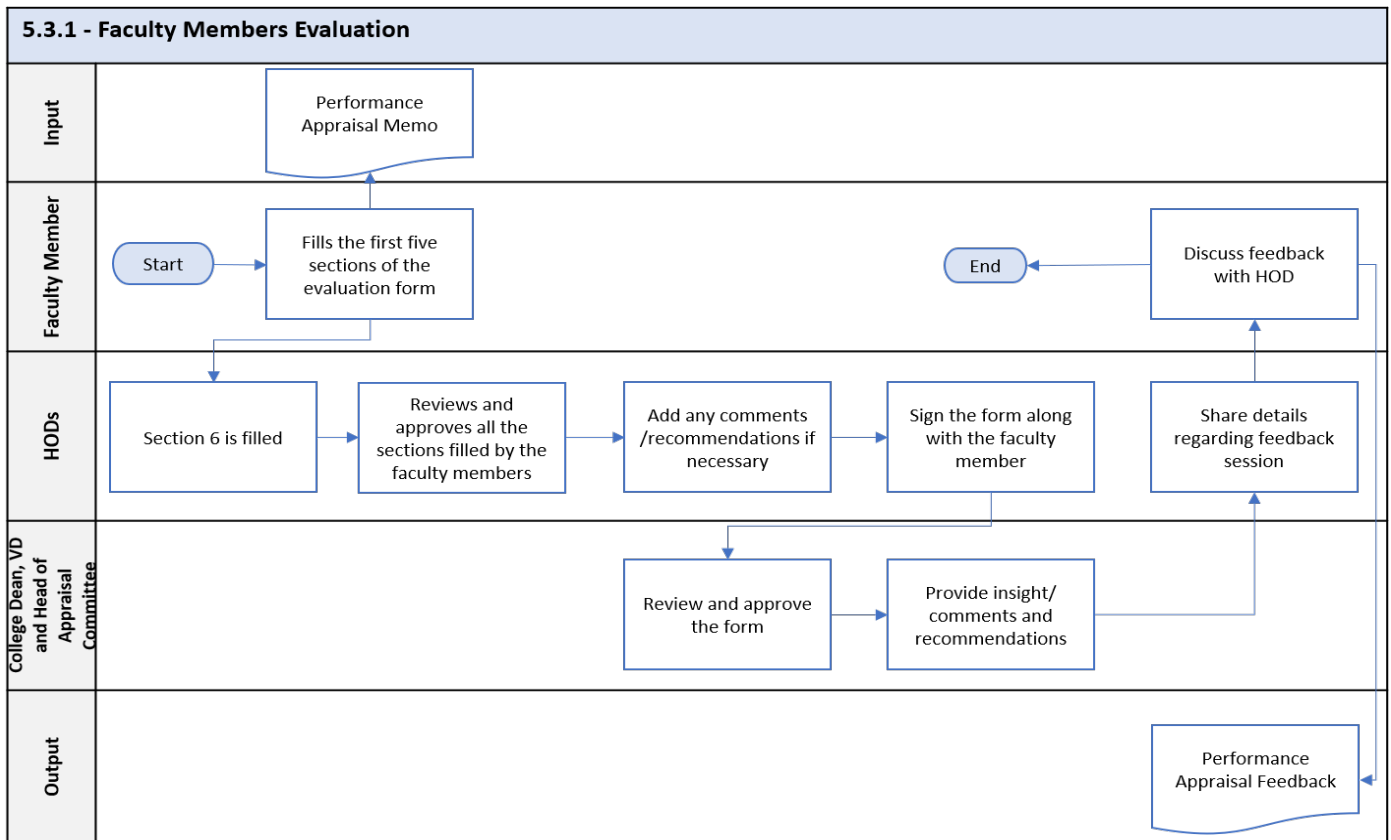 5.3.1 - Faculty Members Evaluation
Input
Performance
Appraisal Memo
Faculty Member
Start
Fills the first five
sections of the
evaluation form
End
Discuss feedback
with HOD
HODs
Section 6 is filled
Reviews and
approves all the
sections filled by the
faculty members
Add any comments
/recommendations if
necessary
Sign the form along
with the faculty
member
Share details
regarding feedback
session
College Dean, VD
and Head of
Appraisal
Committee
Review and approve
the form
Provide insight/
comments and
recommendations
Output
Performance
Appraisal Feedback